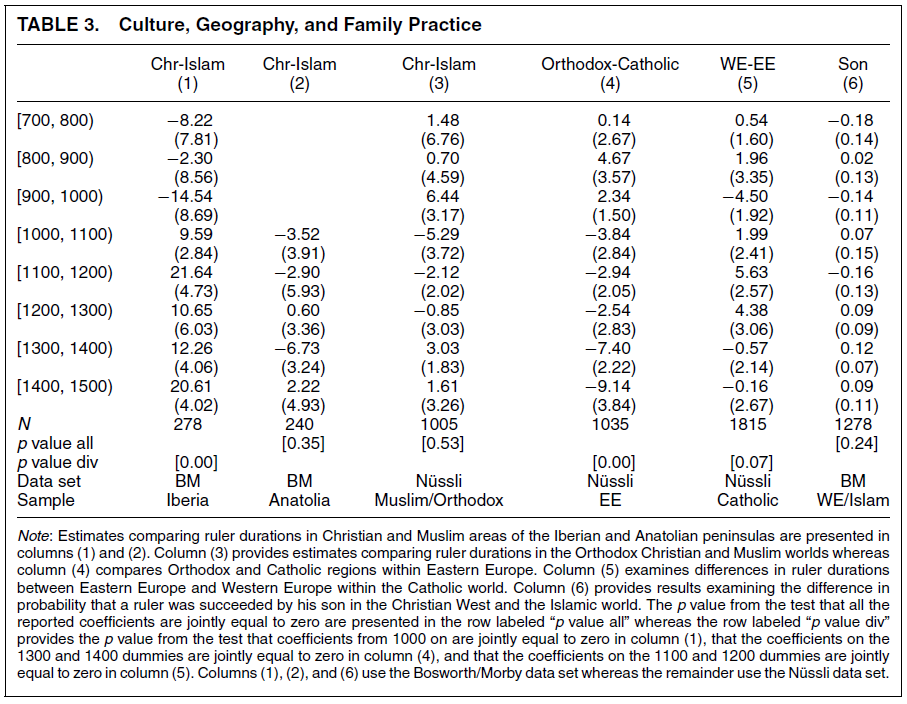 TABLE 3. Culture, Geography, and Family Practice
Chr-Islam Chr-Islam Chr-Islam Orthodox-Catholic WE-EE Son
(1) (2) (3) (4) (5) (6)
[700, 800) −8.22 1.48 0.14 0.54 −0.18
(7.81) (6.76) (2.67) (1.60) (0.14)
[800, 900) −2.30 0.70 4.67 1.96 0.02
(8.56) (4.59) (3.57) (3.35) (0.13)
[900, 1000) −14.54 6.44 2.34 −4.50 −0.14
(8.69) (3.17) (1.50) (1.92) (0.11)
[1000, 1100) 9.59 −3.52 −5.29 −3.84 1.99 0.07
(2.84) (3.91) (3.72) (2.84) (2.41) (0.15)
[1100, 1200) 21.64 −2.90 −2.12 −2.94 5.63 −0.16
(4.73) (5.93) (2.02) (2.05) (2.57) (0.13)
[1200, 1300) 10.65 0.60 −0.85 −2.54 4.38 0.09
(6.03) (3.36) (3.03) (2.83) (3.06) (0.09)
[1300, 1400) 12.26 −6.73 3.03 −7.40 −0.57 0.12
(4.06) (3.24) (1.83) (2.22) (2.14) (0.07)
[1400, 1500) 20.61 2.22 1.61 −9.14 −0.16 0.09
(4.02) (4.93) (3.26) (3.84) (2.67) (0.11)
N 278 240 1005 1035 1815 1278
p value all [0.35] [0.53] [0.24]
p value div [0.00] [0.00] [0.07]
Data set BM BM Nüssli Nüssli Nüssli BM
Sample Iberia Anatolia Muslim/Orthodox EE Catholic WE/Islam
Note: Estimates comparing ruler durations in Christian and Muslim areas of the Iberian and Anatolian peninsulas are presented in
columns (1) and (2). Column (3) provides estimates comparing ruler durations in the Orthodox Christian and Muslim worlds whereas
column (4) compares Orthodox and Catholic regions within Eastern Europe. Column (5) examines differences in ruler durations
between Eastern Europe and Western Europe within the Catholic world. Column (6) provides results examining the difference in
probability that a ruler was succeeded by his son in the Christian West and the Islamic world. The p value from the test that all the
reported coefficients are jointly equal to zero are presented in the row labeled “p value all” whereas the row labeled “p value div”
provides the p value from the test that coefficients from 1000 on are jointly equal to zero in column (1), that the coefficients on the
1300 and 1400 dummies are jointly equal to zero in column (4), and that the coefficients on the 1100 and 1200 dummies are jointly
equal to zero in column (5). Columns (1), (2), and (6) use the Bosworth/Morby data set whereas the remainder use the Nüssli data set.